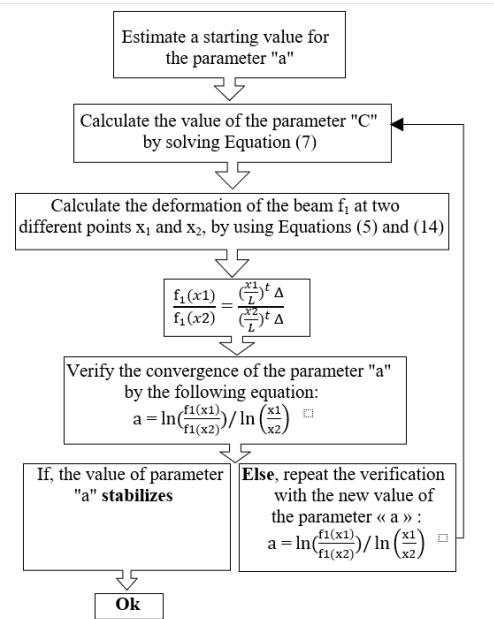 Estimate a starting value for
the parameter "a"
Calculate the value of the parameter "C"
by solving Equation (7)
Calculate the deformation of the beam f₁ at two
different points x₁ and x₂, by using Equations (5) and (14)
f₁(x1)/f₁(x2) = (x1/L)ᵗ Δ / (x2/L)ᵗ Δ
Verify the convergence of the parameter "a"
by the following equation:
a = ln(f1(x1)/f1(x2))/ ln (x1/x2)
If, the value of parameter
"a" stabilizes
Else, repeat the verification
with the new value of
the parameter « a » :
a = ln(f1(x1)/f1(x2))/ ln (x1/x2)
Ok